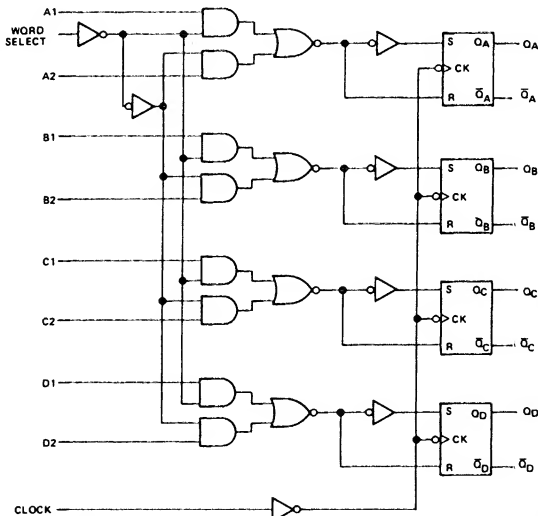 A1
WORD
SELECT
A2
S QA QA
CK
R Q̅A Q̅A
B1
B2
S QB QB
CK
R Q̅B Q̅B
C1
C2
S QC QC
CK
R Q̅C Q̅C
D1
D2
S QD QD
CK
R Q̅D Q̅D
CLOCK